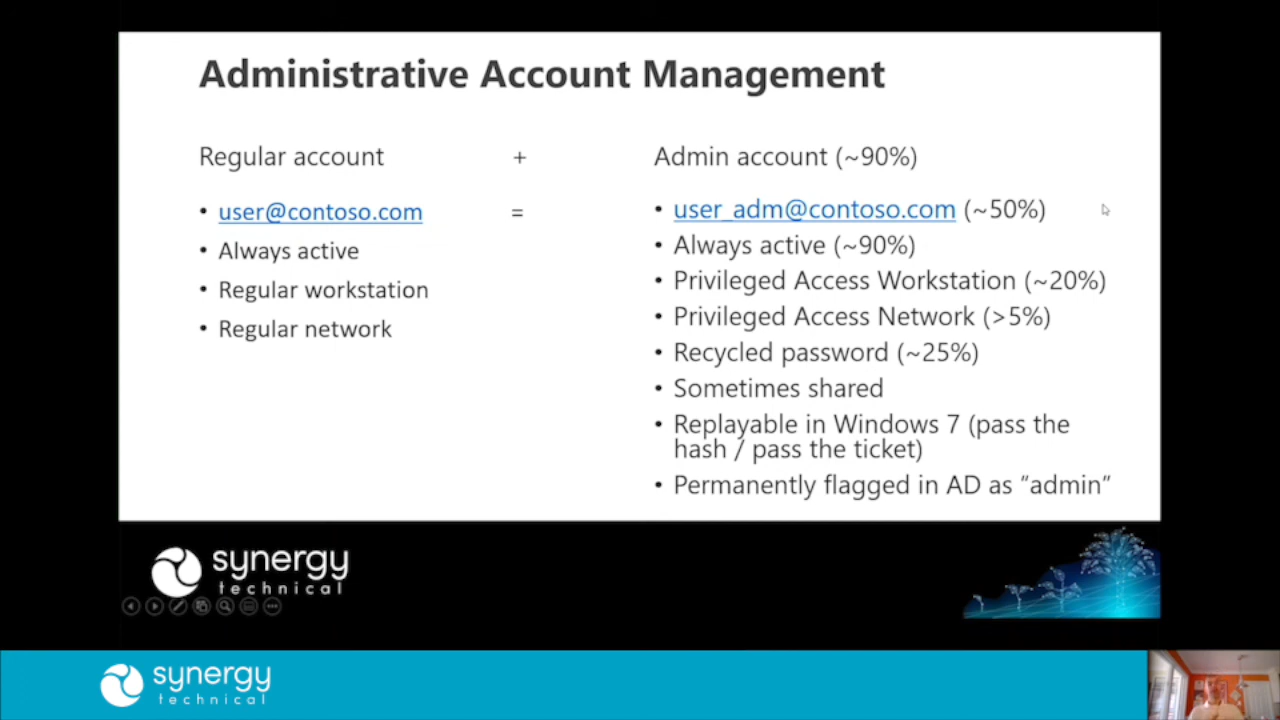 Administrative Account Management
Regular account + Admin account (~90%)
• user@contoso.com =
• Always active
• Regular workstation
• Regular network
• user_adm@contoso.com (~50%)
• Always active (~90%)
• Privileged Access Workstation (~20%)
• Privileged Access Network (>5%)
• Recycled password (~25%)
• Sometimes shared
• Replayable in Windows 7 (pass the
hash / pass the ticket)
• Permanently flagged in AD as “admin”
synergy
technical
synergy
technical